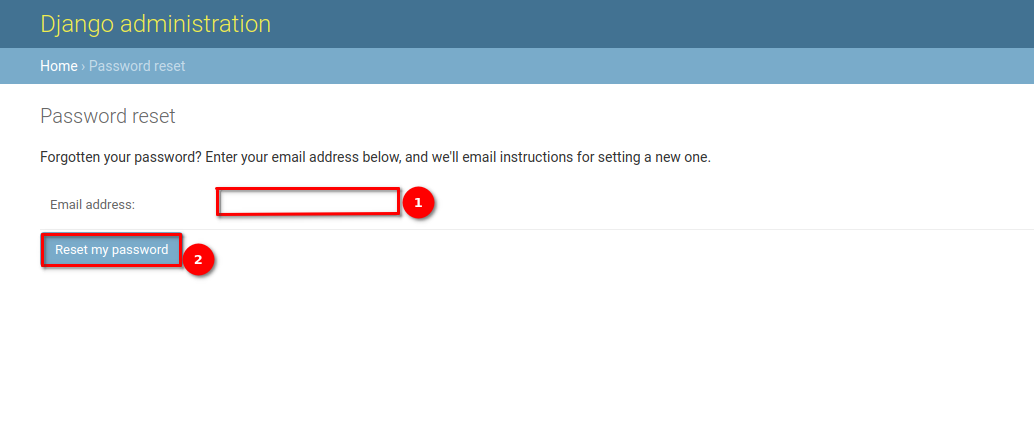 Django administration
Home › Password reset
Password reset
Forgotten your password? Enter your email address below, and we'll email instructions for setting a new one.
Email address:
1
Reset my password
2